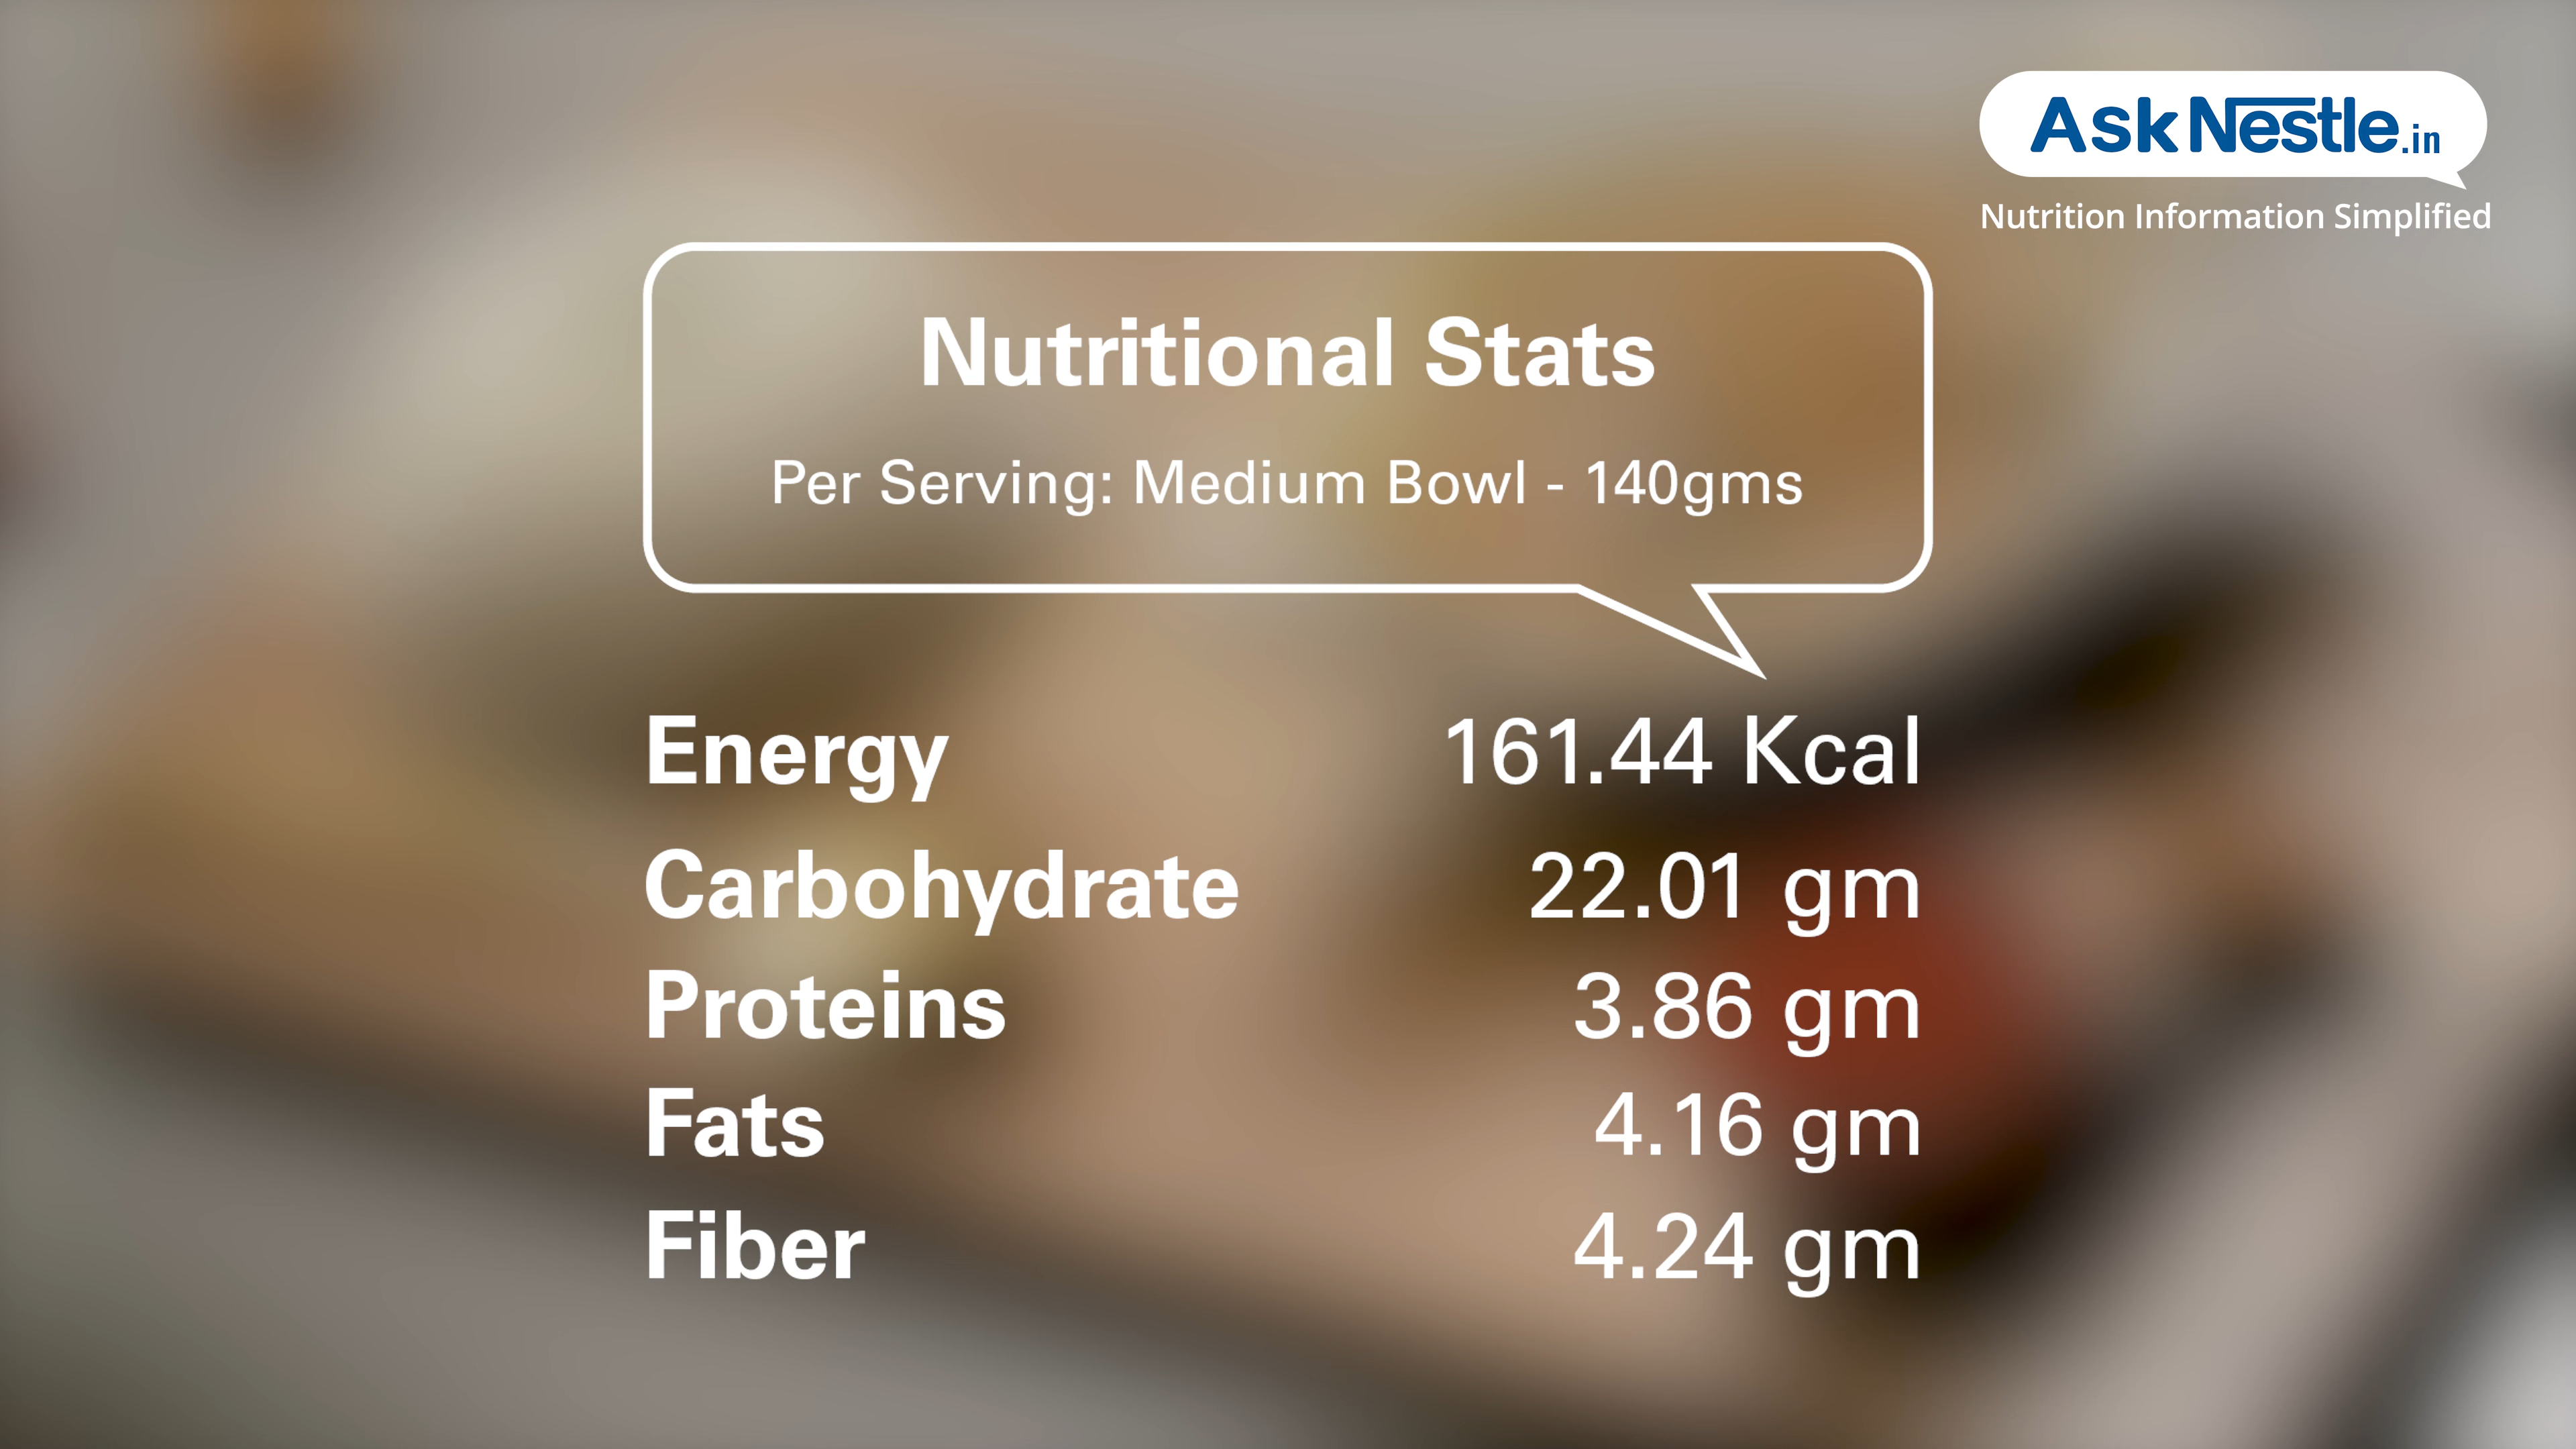 AskNestle.in
Nutrition Information Simplified
Nutritional Stats
Per Serving: Medium Bowl - 140gms
Energy 161.44 Kcal
Carbohydrate 22.01 gm
Proteins 3.86 gm
Fats 4.16 gm
Fiber 4.24 gm